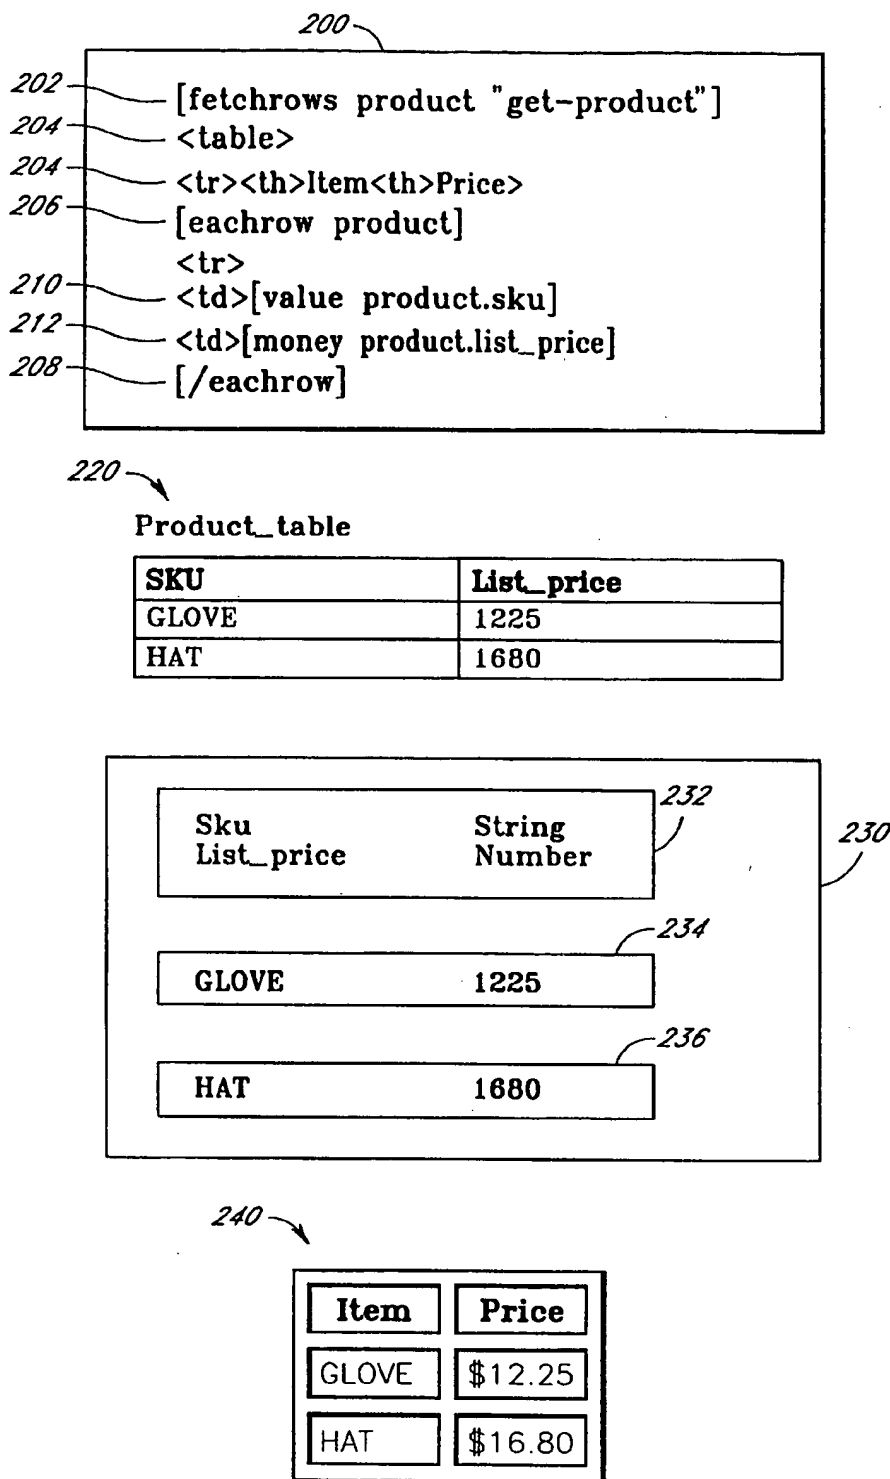 200
202 [fetchrows product "get-product"]
204 <table>
204 <tr><th>Item<th>Price>
206 [eachrow product]
<tr>
210 <td>[value product.sku]
212 <td>[money product.list_price]
208 [/eachrow]
220
Product_table
SKU List_price
GLOVE 1225
HAT 1680
232
230
Sku String
List_price Number
234
GLOVE 1225
236
HAT 1680
240
Item Price
GLOVE $12.25
HAT $16.80